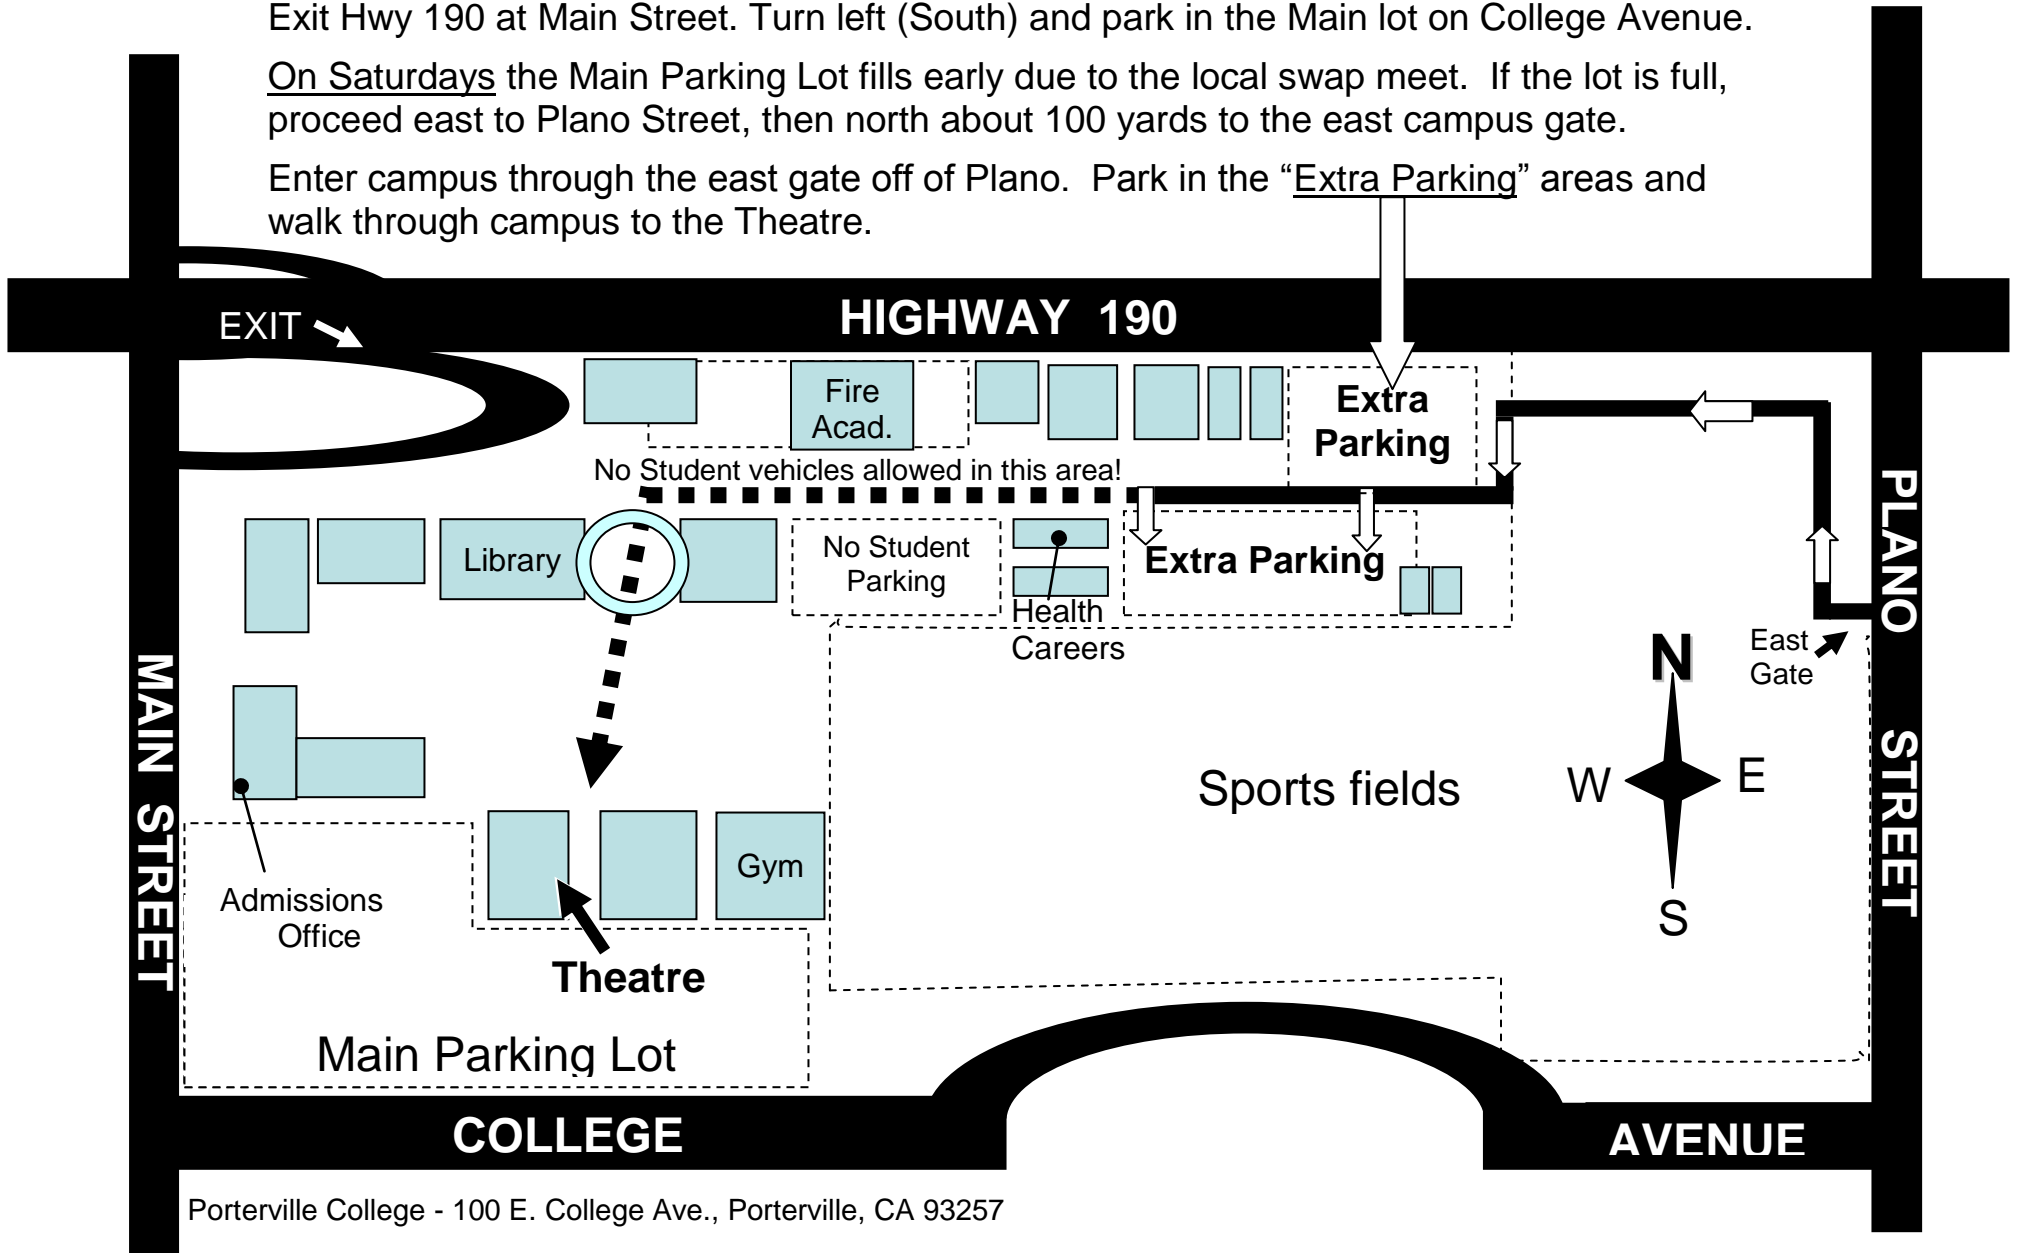 Exit Hwy 190 at Main Street. Turn left (South) and park in the Main lot on College Avenue.
On Saturdays the Main Parking Lot fills early due to the local swap meet.  If the lot is full,
proceed east to Plano Street, then north about 100 yards to the east campus gate.
Enter campus through the east gate off of Plano.  Park in the “Extra Parking” areas and
walk through campus to the Theatre.
HIGHWAY 190
EXIT
Fire
Acad.
Extra
Parking
No Student vehicles allowed in this area!
Library
No Student
Parking
Extra Parking
Health
Careers
East
Gate
PLANO STREET
MAIN STREET
N
W
E
S
Sports fields
Gym
Admissions
Office
Theatre
Main Parking Lot
COLLEGE
AVENUE
Porterville College - 100 E. College Ave., Porterville, CA 93257